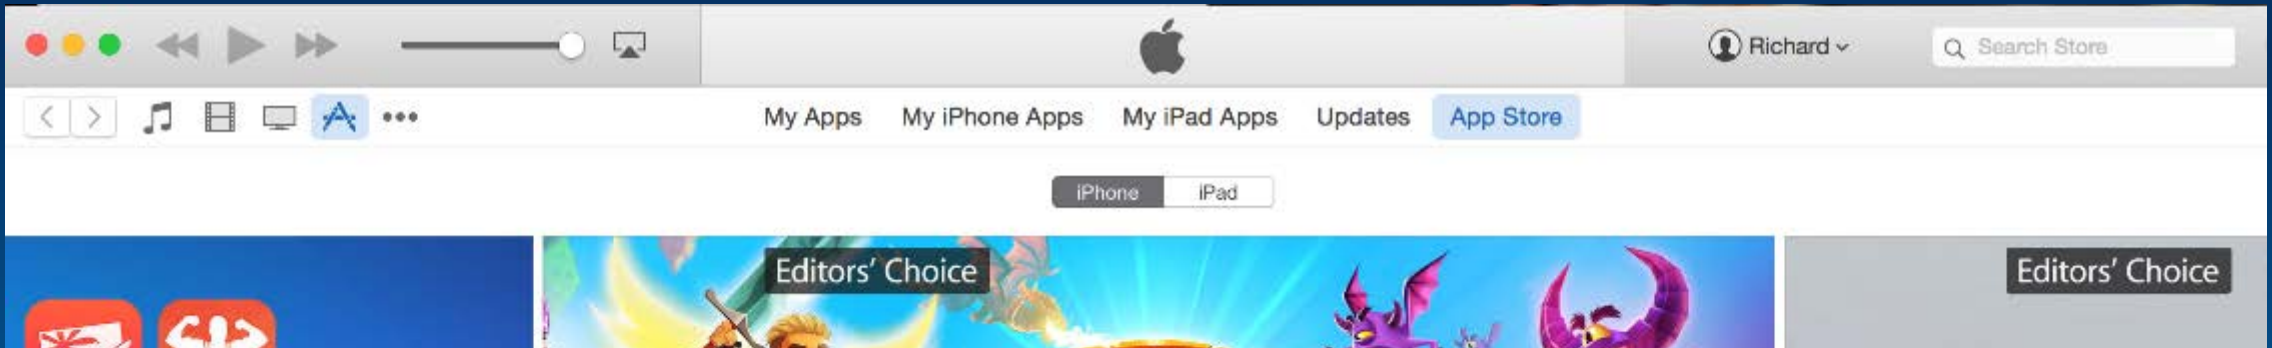 Richard
Search Store
My Apps My iPhone Apps My iPad Apps Updates App Store
iPhone iPad
Editors’ Choice
Editors’ Choice